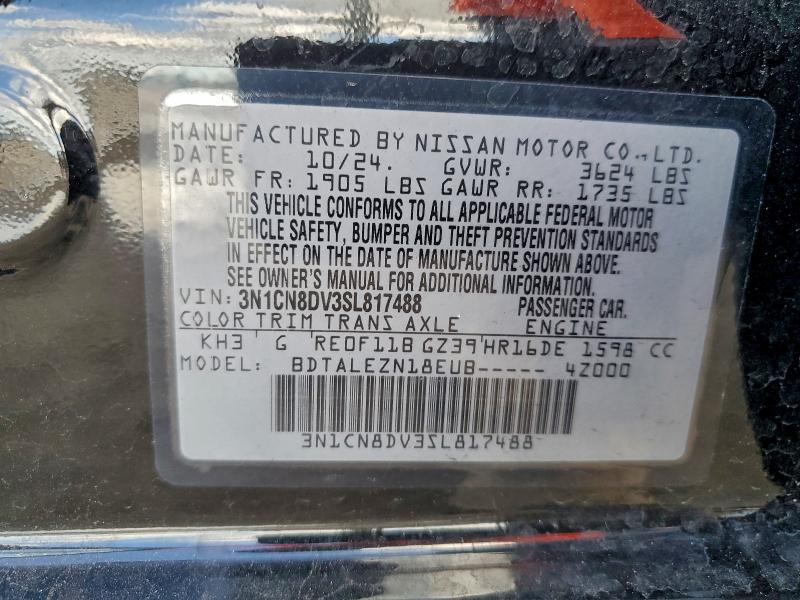 MANUFACTURED BY NISSAN MOTOR CO., LTD.
DATE: 10/24. GVWR: 3624 LBS
GAWR FR: 1905 LBS GAWR RR: 1735 LBS
THIS VEHICLE CONFORMS TO ALL APPLICABLE FEDERAL MOTOR
VEHICLE SAFETY, BUMPER AND THEFT PREVENTION STANDARDS
IN EFFECT ON THE DATE OF MANUFACTURE SHOWN ABOVE.
SEE OWNER'S MANUAL FOR ADDITIONAL INFORMATION.
VIN: 3N1CN8DV3SL817488 PASSENGER CAR.
COLOR TRIM TRANS AXLE ENGINE
KH3 G RE0F11B GZ39 HR16DE 1598 CC
MODEL: BDTALEZN18EUB----- 4Z000
3N1CN8DV3SL817488